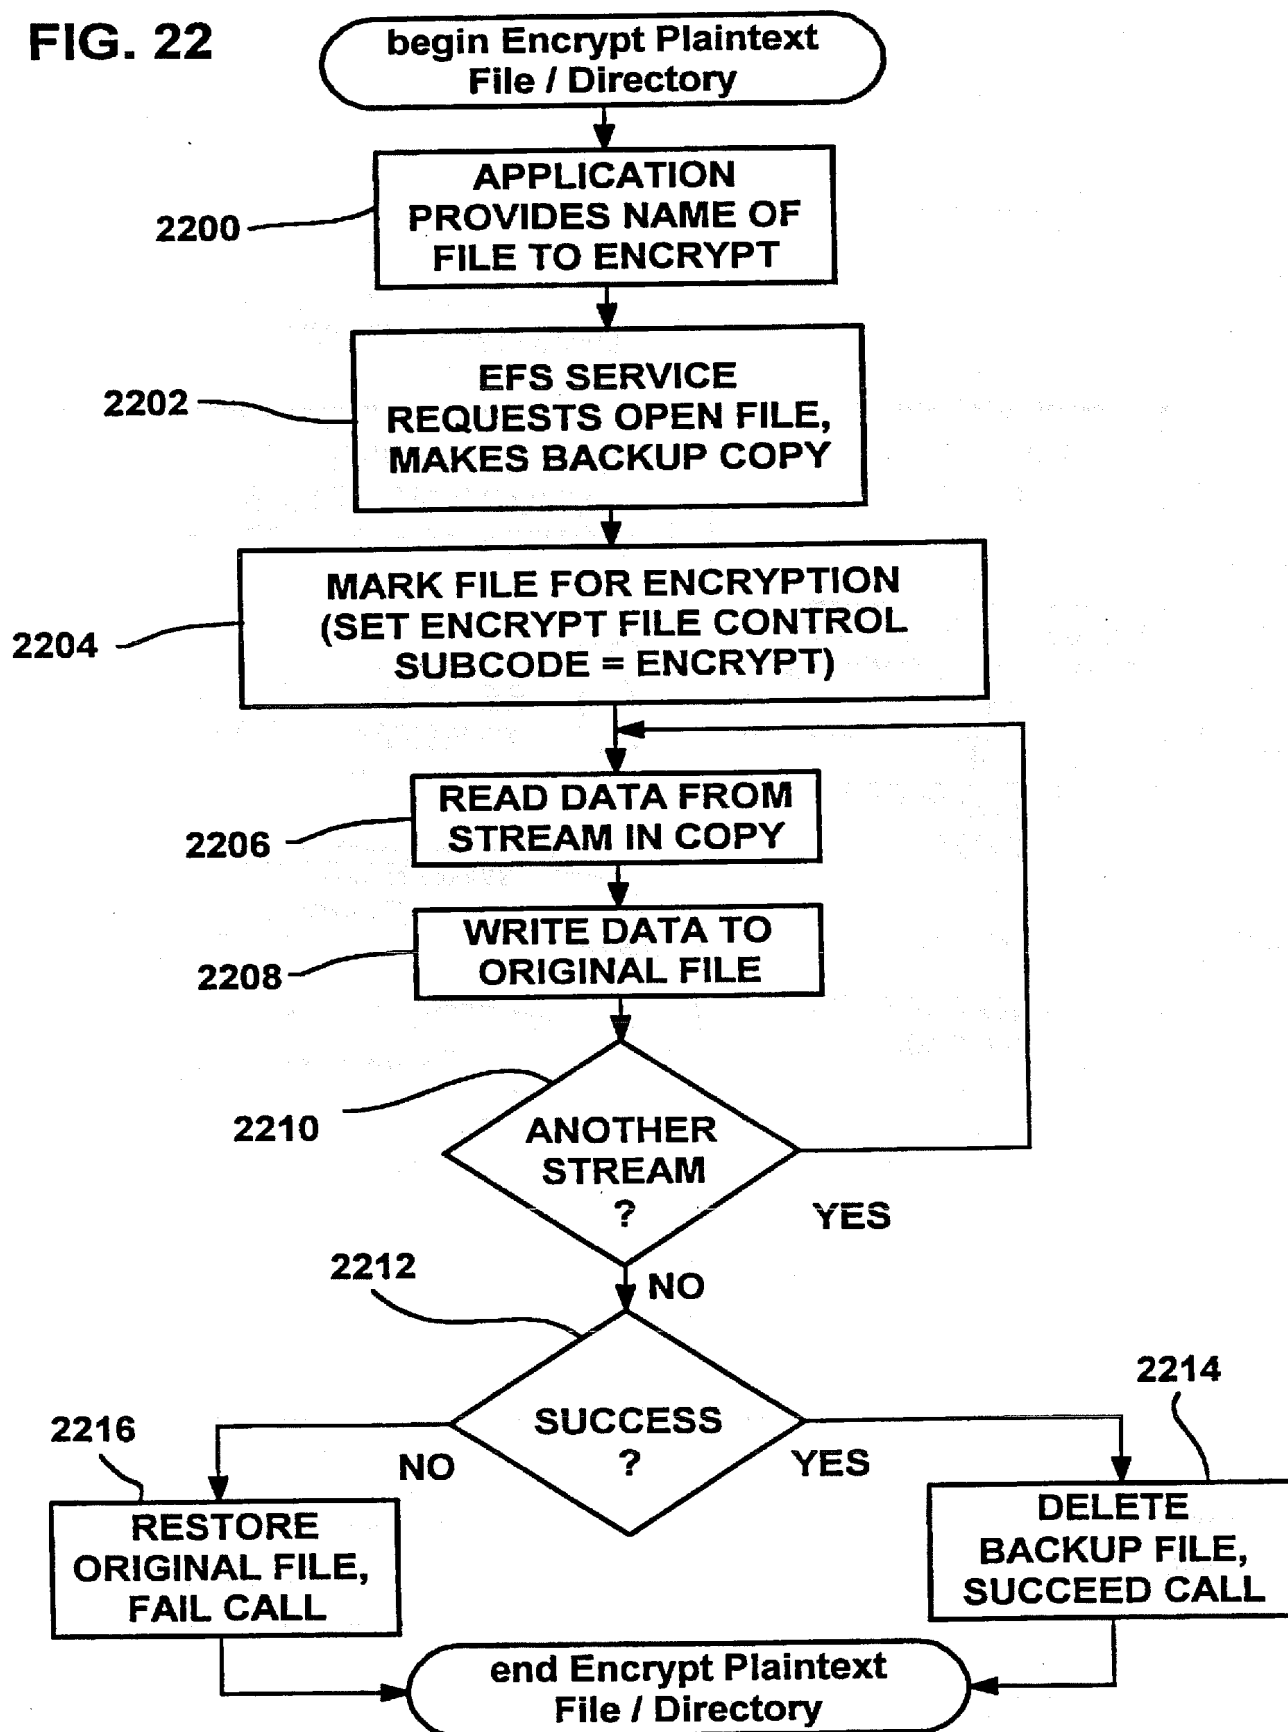 FIG. 22
begin Encrypt Plaintext
File / Directory
2200
APPLICATION
PROVIDES NAME OF
FILE TO ENCRYPT
2202
EFS SERVICE
REQUESTS OPEN FILE,
MAKES BACKUP COPY
2204
MARK FILE FOR ENCRYPTION
(SET ENCRYPT FILE CONTROL
SUBCODE = ENCRYPT)
2206
READ DATA FROM
STREAM IN COPY
2208
WRITE DATA TO
ORIGINAL FILE
2210
ANOTHER
STREAM
?
YES
NO
2212
SUCCESS
?
NO
YES
2216
RESTORE
ORIGINAL FILE,
FAIL CALL
2214
DELETE
BACKUP FILE,
SUCCEED CALL
end Encrypt Plaintext
File / Directory